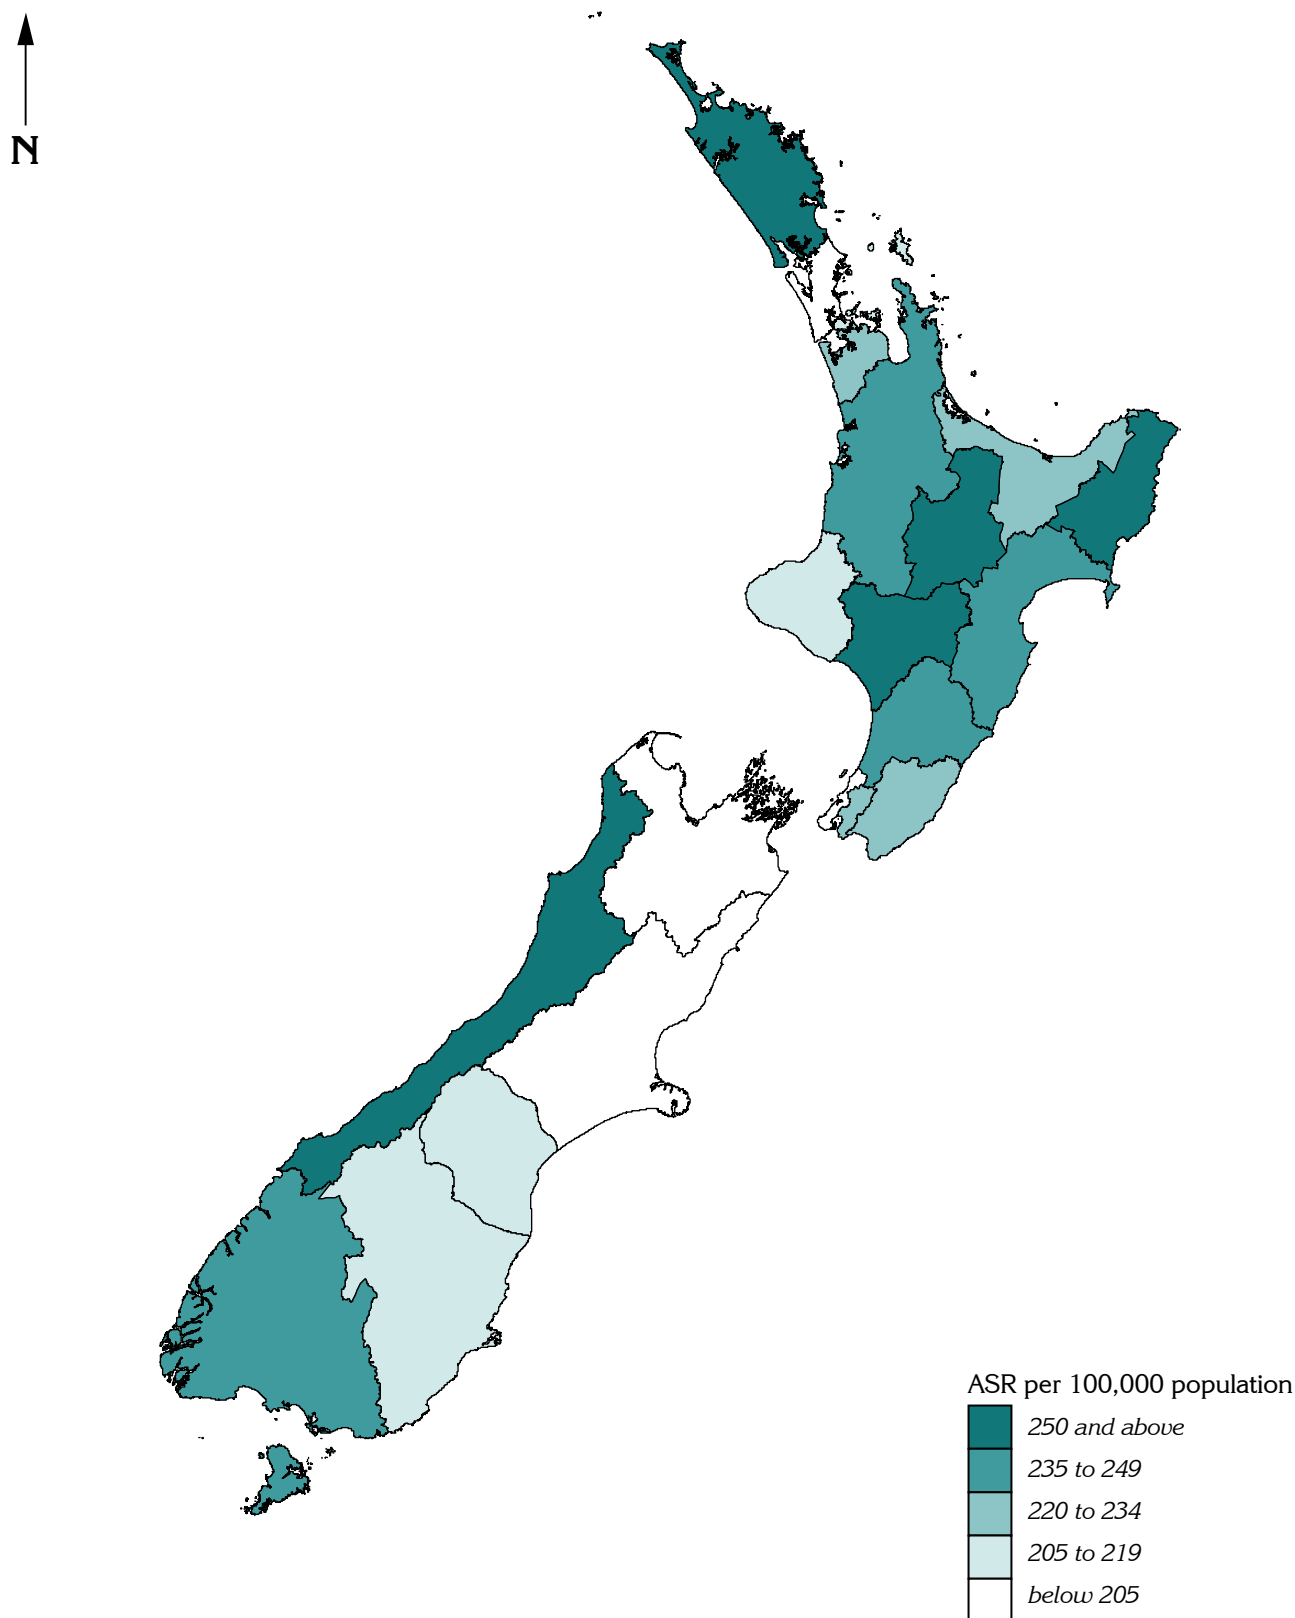 N
ASR per 100,000 population
250 and above
235 to 249
220 to 234
205 to 219
below 205